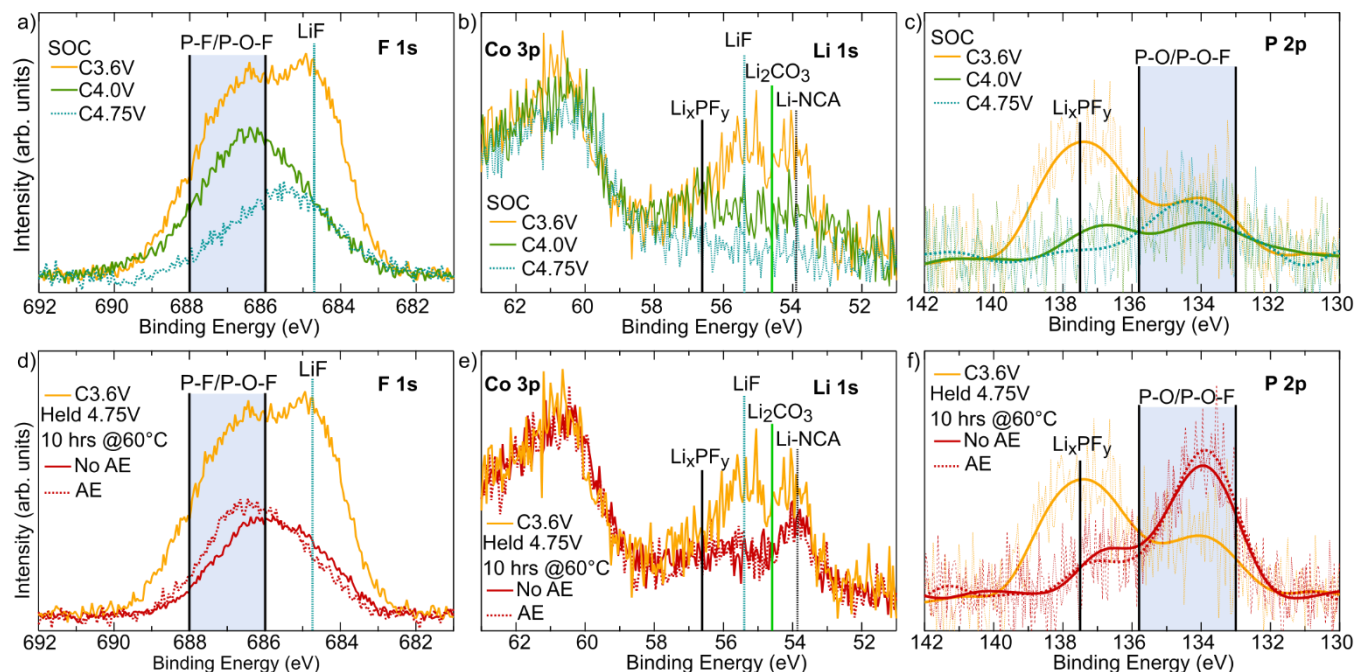 a)
F 1s
P-F/P-O-F
LiF
SOC
C3.6V
C4.0V
C4.75V
Intensity (arb. units)
692 690 688 686 684 682
Binding Energy (eV)
b)
Co 3p
Li 1s
LiF
Li2CO3
LixPFy
Li-NCA
SOC
C3.6V
C4.0V
C4.75V
62 60 58 56 54 52
Binding Energy (eV)
c)
P 2p
SOC
C3.6V
C4.0V
C4.75V
P-O/P-O-F
LixPFy
142 140 138 136 134 132 130
Binding Energy (eV)
d)
F 1s
P-F/P-O-F
LiF
C3.6V
Held 4.75V
10 hrs @60°C
No AE
AE
Intensity (arb. units)
692 690 688 686 684 682
Binding Energy (eV)
e)
Co 3p
Li 1s
LiF
Li2CO3
LixPFy
Li-NCA
C3.6V
Held 4.75V
10 hrs @60°C
No AE
AE
62 60 58 56 54 52
Binding Energy (eV)
f)
P 2p
C3.6V
Held 4.75V
10 hrs @60°C
No AE
AE
P-O/P-O-F
LixPFy
142 140 138 136 134 132 130
Binding Energy (eV)